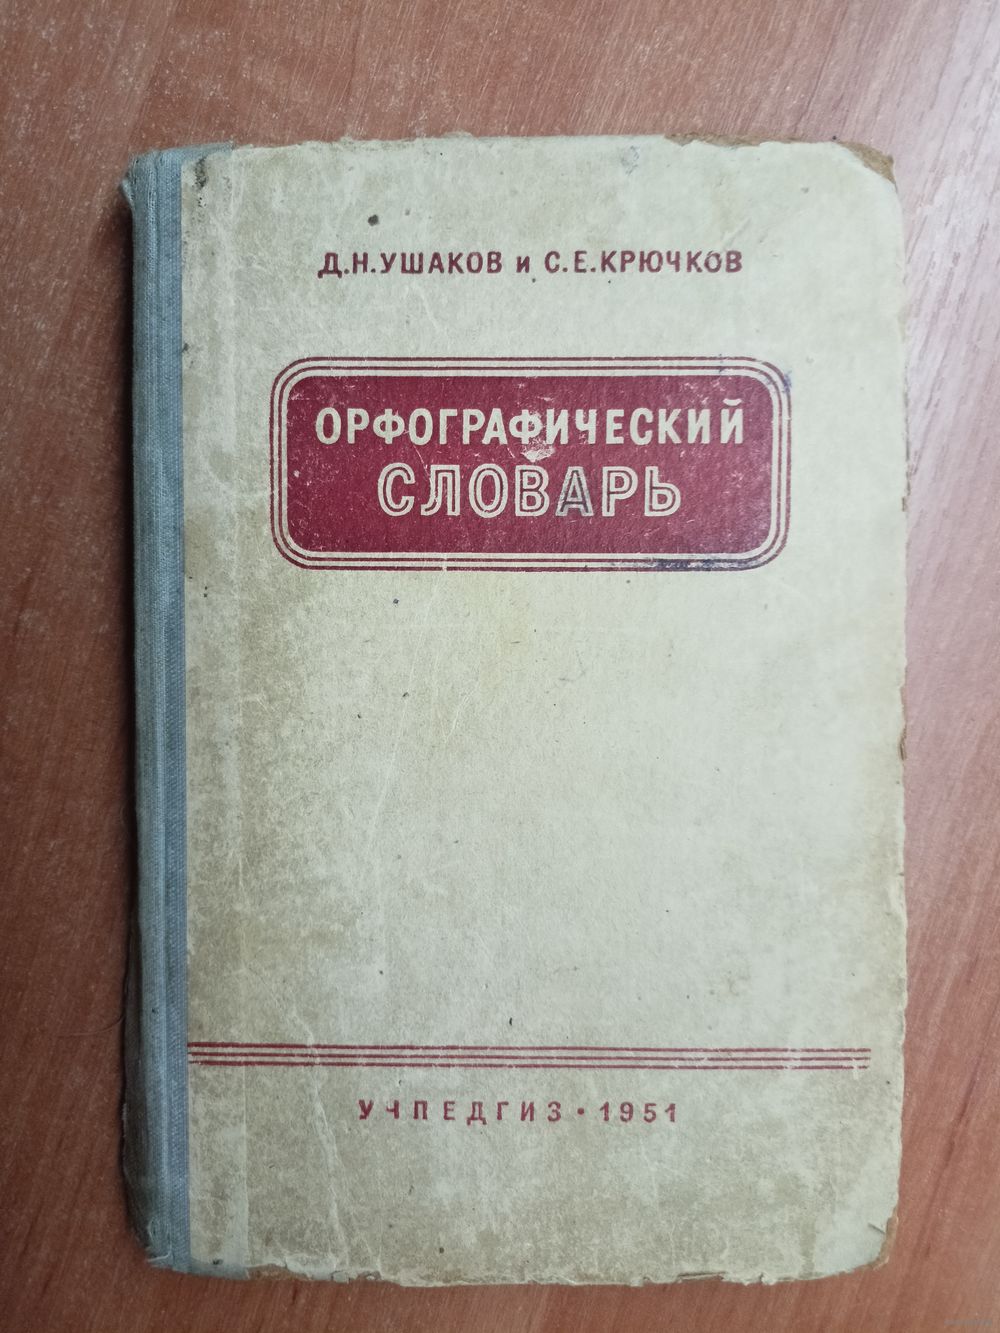 Д.Н.УШАКОВ и С.Е.КРЮЧКОВ
ОРФОГРАФИЧЕСКИЙ
СЛОВАРЬ
УЧПЕДГИЗ · 1951